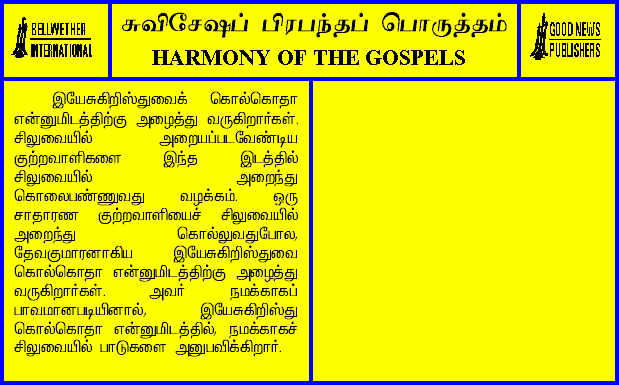 BELLWETHER
INTERNATIONAL
சுவிசேஷப் பிரபந்தப் பொருத்தம்
HARMONY OF THE GOSPELS
GOOD NEWS
PUBLISHERS
இயேசுகிறிஸ்துவைக் கொல்கொதா
என்னுமிடத்திற்கு அழைத்து வருகிறார்கள்.
சிலுவையில் அறையப்படவேண்டிய
குற்றவாளிகளை இந்த இடத்தில்
சிலுவையில் அறைந்து
கொலைபண்ணுவது வழக்கம். ஒரு
சாதாரண குற்றவாளியைச் சிலுவையில்
அறைந்து கொல்லுவதுபோல,
தேவகுமாரனாகிய இயேசுகிறிஸ்துவை
கொல்கொதா என்னுமிடத்திற்கு அழைத்து
வருகிறார்கள். அவர் நமக்காகப்
பாவமானபடியினால், இயேசுகிறிஸ்து
கொல்கொதா என்னுமிடத்தில், நமக்காகச்
சிலுவையில் பாடுகளை அனுபவிக்கிறார்.